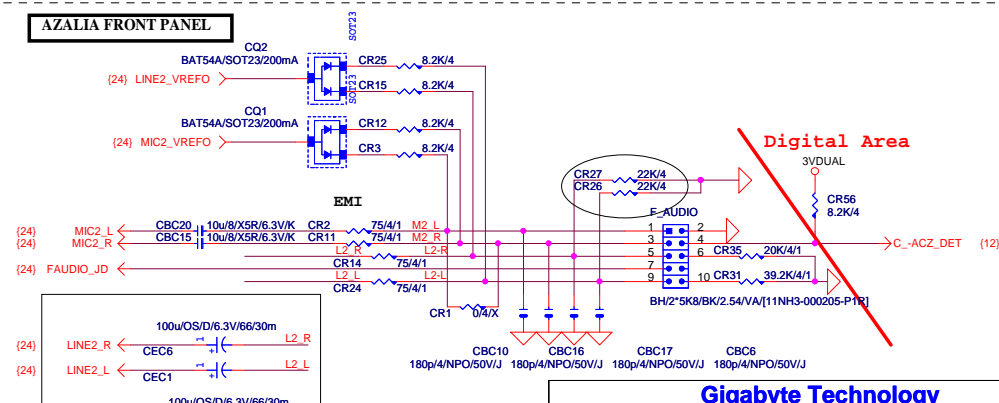 AZALIA FRONT PANEL
SOT23
CQ2
BAT54A/SOT23/200mA
CR25 8.2K/4
{24} LINE2_VREFO
SOT23
CR15 8.2K/4
CQ1
BAT54A/SOT23/200mA
CR12 8.2K/4
{24} MIC2_VREFO
CR3 8.2K/4
Digital Area
3VDUAL
CR27 22K/4
CR26 22K/4
CR56
8.2K/4
EMI
F_AUDIO
{24} MIC2_L CBC20 10u/8/X5R/6.3V/K CR2 75/4/1 M2_L 1 2
{24} MIC2_R CBC15 10u/8/X5R/6.3V/K CR11 75/4/1 M2_R 3 4 C_-ACZ_DET {12}
L2_R L2-R 5 6 CR35 20K/4/1
CR14 75/4/1
{24} FAUDIO_JD 7 8
L2_L L2-L 9 10 CR31 39.2K/4/1
CR24 75/4/1
BH/2*5K8/BK/2.54/VA/[11NH3-000205-P1R]
CR1 0/4/X
100u/OS/D/6.3V/66/30m
{24} LINE2_R 1 + L2_R
CEC6
CBC10 CBC16 CBC17 CBC6
180p/4/NPO/50V/J 180p/4/NPO/50V/J 180p/4/NPO/50V/J 180p/4/NPO/50V/J
{24} LINE2_L 1 + L2_L
CEC1
Gigabyte Technology
100u/OS/D/6.3V/66/30m